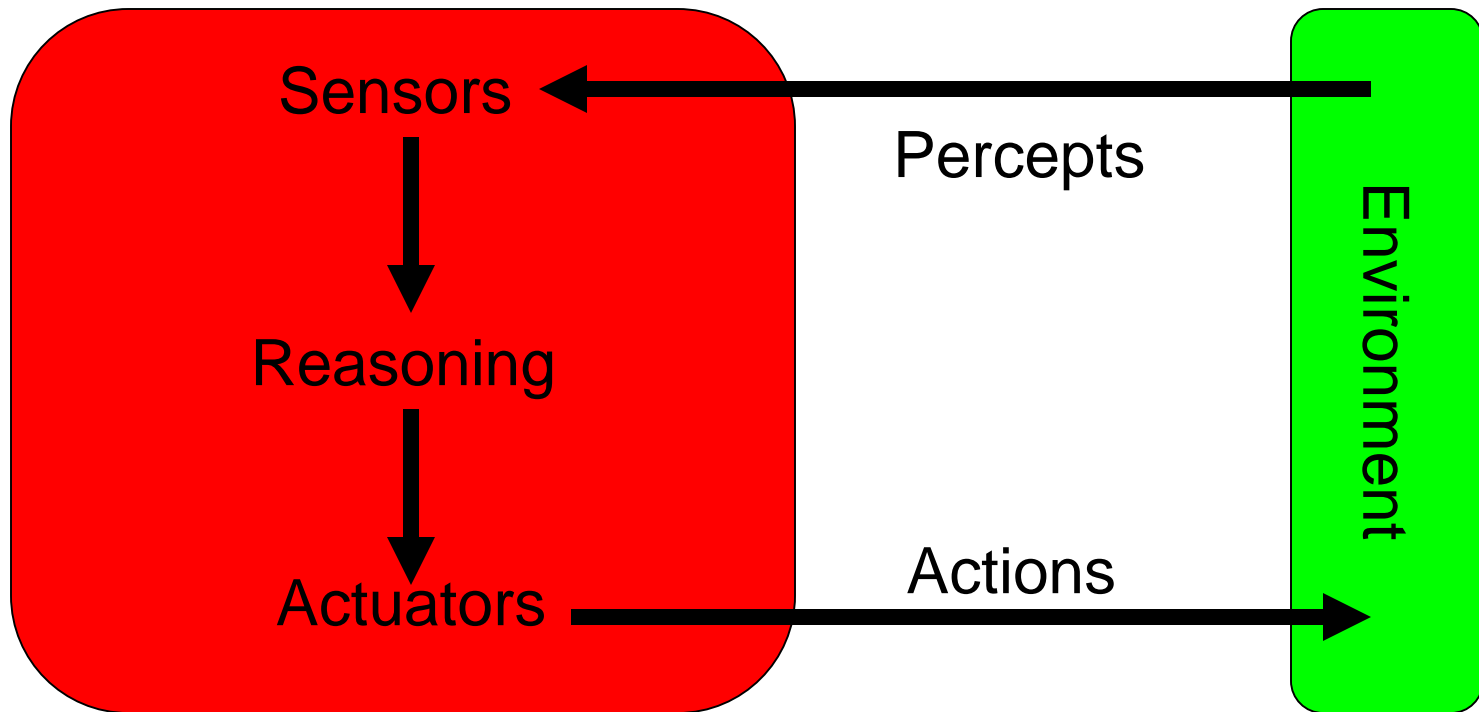 Sensors
Percepts
Environment
Reasoning
Actions
Actuators